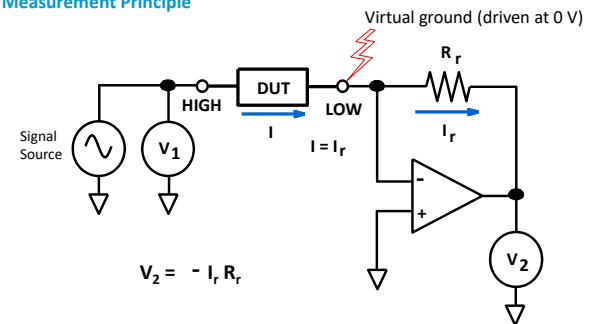 Measurement Principle
Virtual ground (driven at 0 V)
R r
DUT
HIGH
LOW
I
I = Ir
Ir
Signal
Source
V1
-
+
V2
V2 = - Ir Rr